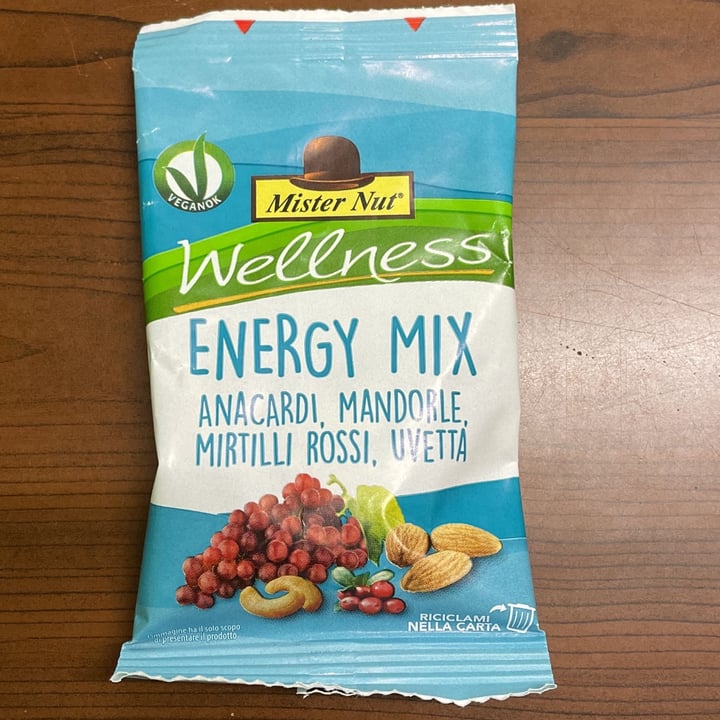 VEGANOK
Mister Nut®
Wellness
ENERGY MIX
ANACARDI, MANDORLE,
MIRTILLI ROSSI, UVETTA
RICICLAMI
NELLA CARTA
L'immagine ha il solo scopo
di presentare il prodotto